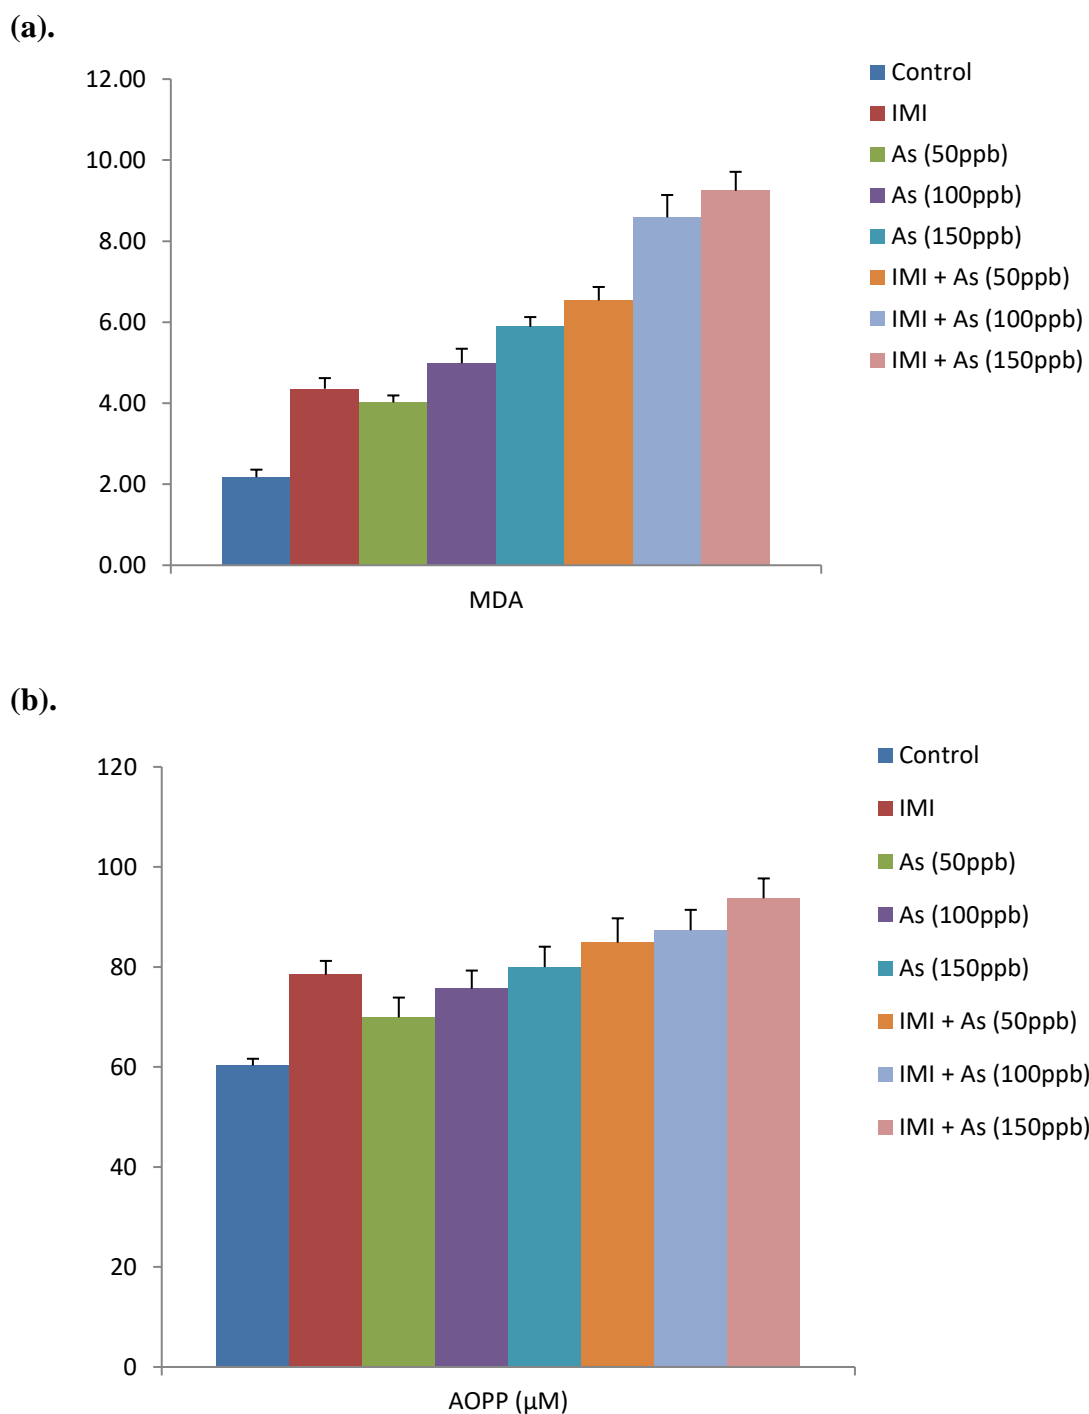 (a).
12.00
10.00
8.00
6.00
4.00
2.00
0.00
MDA
Control
IMI
As (50ppb)
As (100ppb)
As (150ppb)
IMI + As (50ppb)
IMI + As (100ppb)
IMI + As (150ppb)
(b).
120
100
80
60
40
20
0
AOPP (μM)
Control
IMI
As (50ppb)
As (100ppb)
As (150ppb)
IMI + As (50ppb)
IMI + As (100ppb)
IMI + As (150ppb)